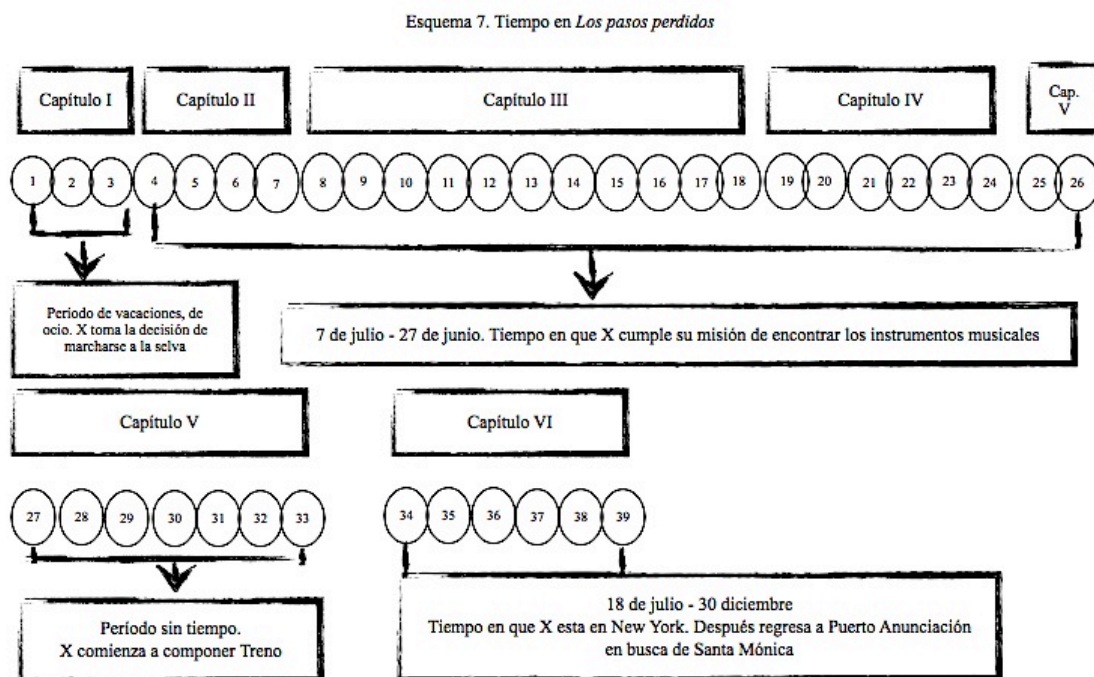 Esquema 7. Tiempo en Los pasos perdidos
Capítulo I
Capítulo II
Capítulo III
Capítulo IV
Cap.
V
1 2 3 4 5 6 7 8 9 10 11 12 13 14 15 16 17 18 19 20 21 22 23 24 25 26
Período de vacaciones, de
ocio. X toma la decisión de
marcharse a la selva
7 de julio - 27 de junio. Tiempo en que X cumple su misión de encontrar los instrumentos musicales
Capítulo V
Capítulo VI
27 28 29 30 31 32 33 34 35 36 37 38 39
Período sin tiempo.
X comienza a componer Treno
18 de julio - 30 diciembre
Tiempo en que X esta en New York. Después regresa a Puerto Anunciación
en busca de Santa Mónica